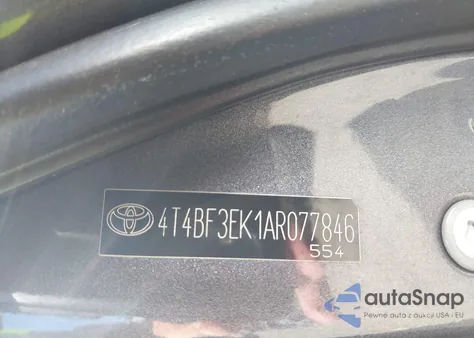 4T4BF3EK1AR077846
554
autoSnap
Pewne auta z aukcji USA i EU